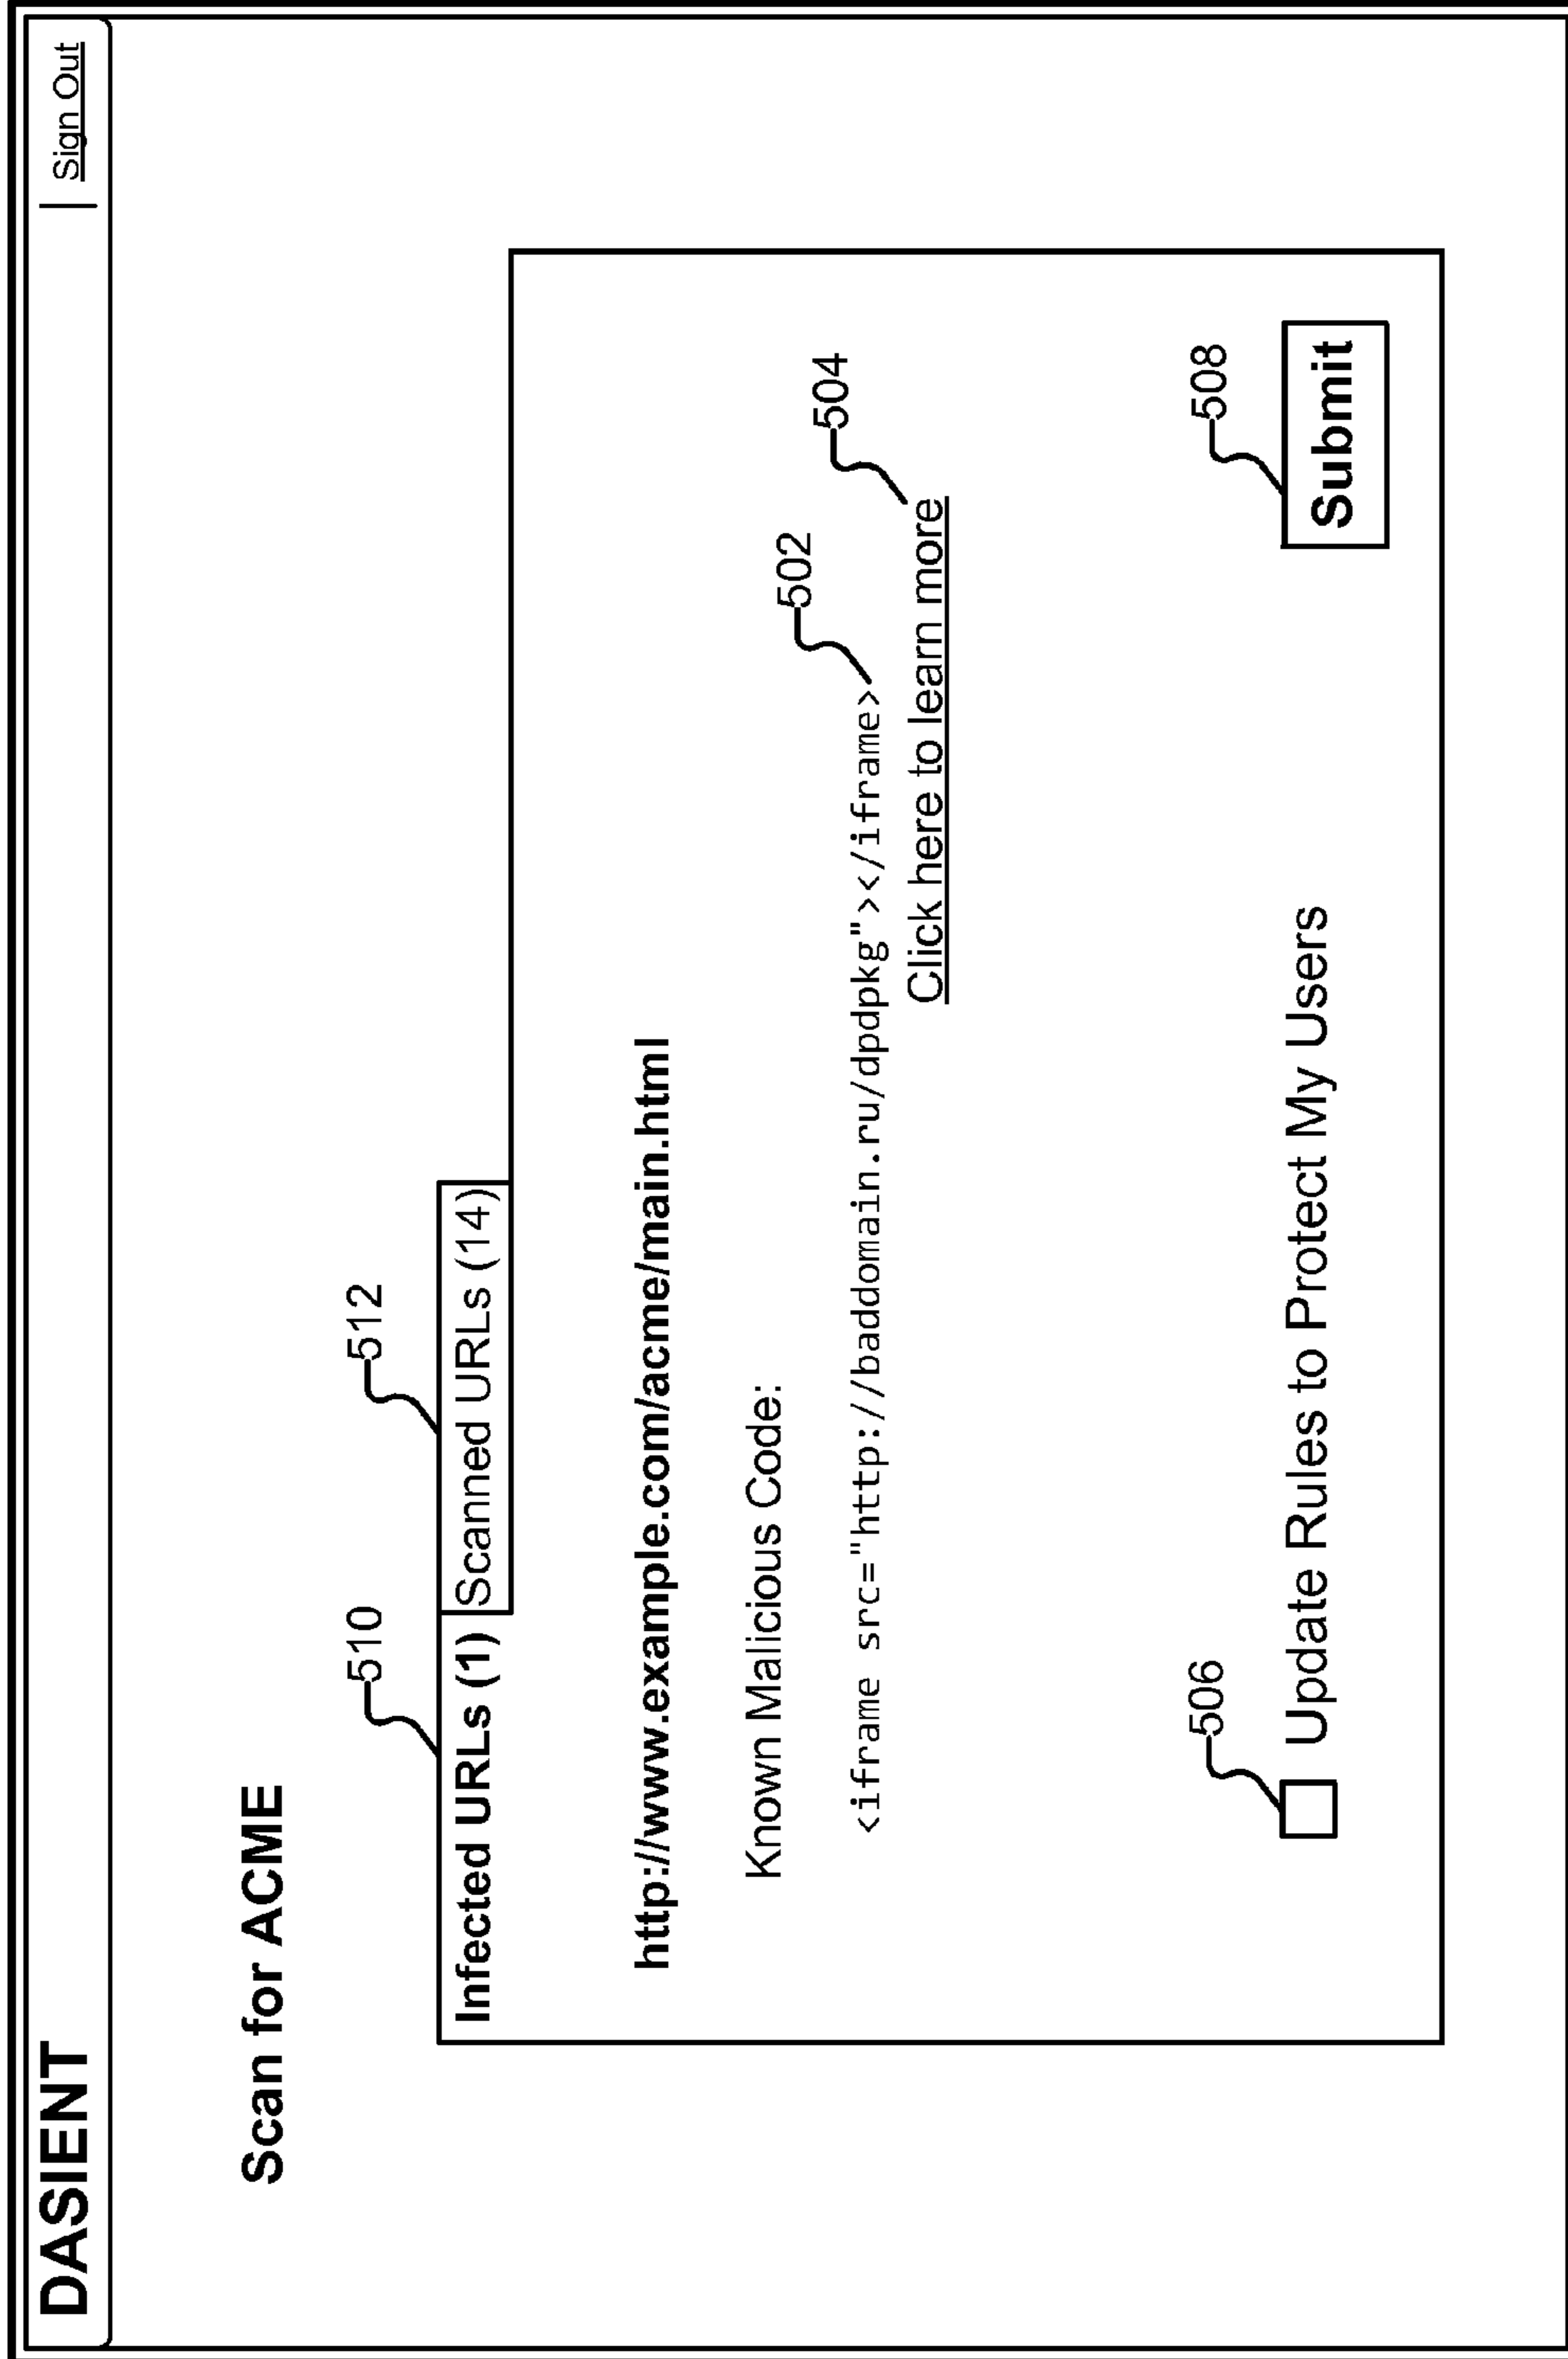 DASIENT
Sign Out
Scan for ACME
510
512
Infected URLs (1)
Scanned URLs (14)
http://www.example.com/acme/main.html
Known Malicious Code:
502
<iframe src="http://baddomain.ru/dpdpkg"></iframe>
504
Click here to learn more
506
Update Rules to Protect My Users
508
Submit